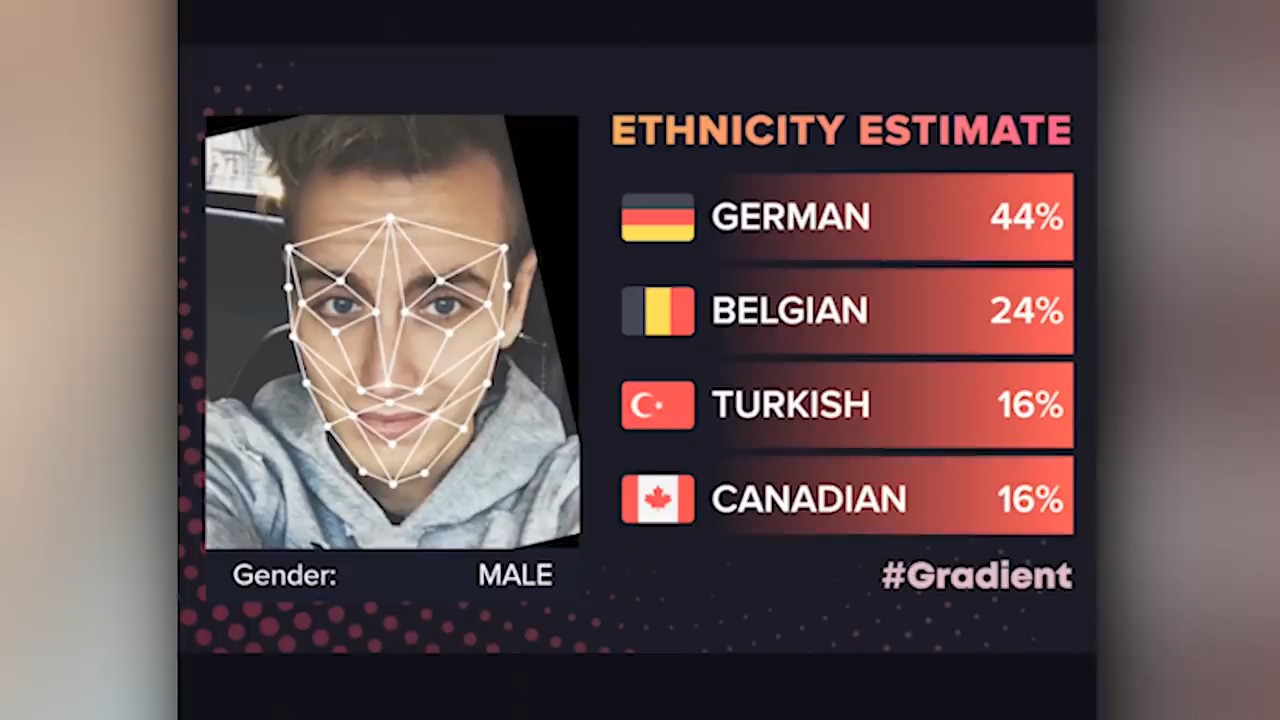 ETHNICITY ESTIMATE
GERMAN 44%
BELGIAN 24%
TURKISH 16%
CANADIAN 16%
Gender: MALE
#Gradient